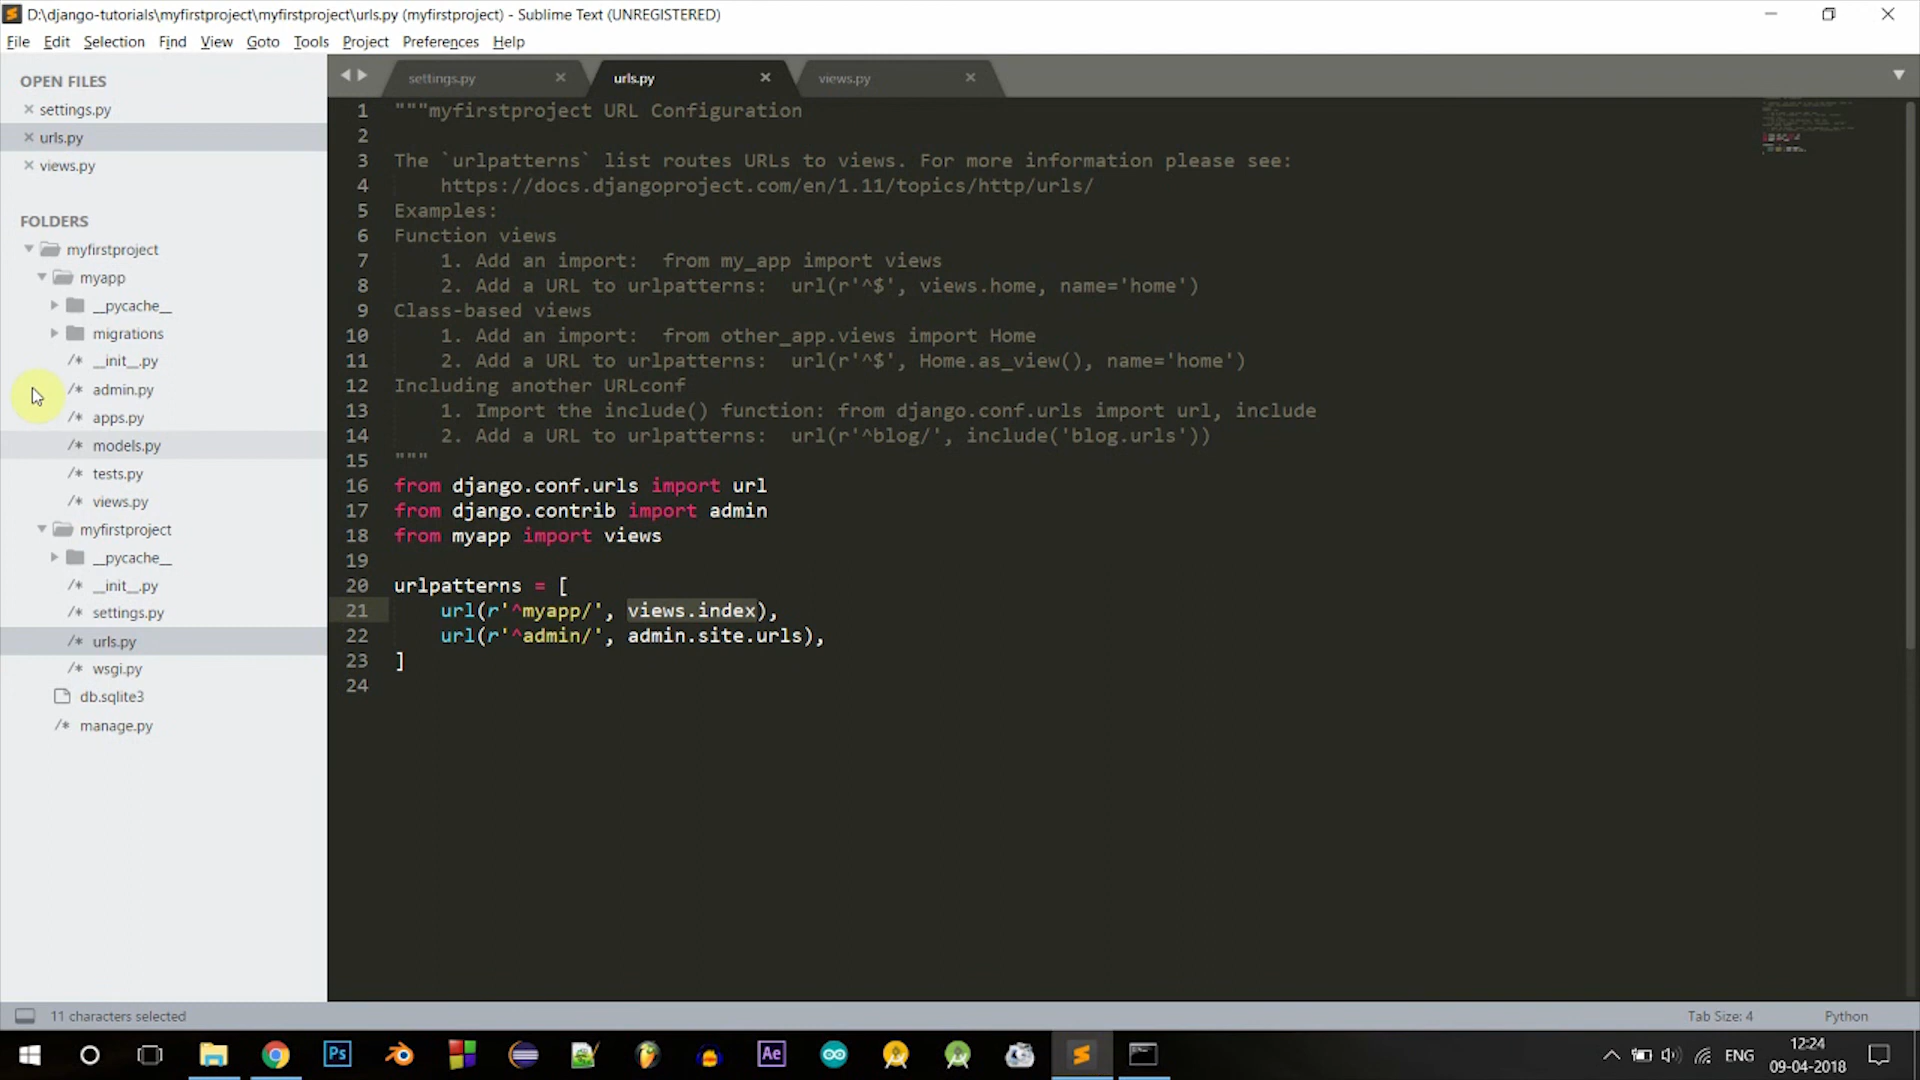 D:\django-tutorials\myfirstproject\myfirstproject\urls.py (myfirstproject) - Sublime Text (UNREGISTERED)
File Edit Selection Find View Goto Tools Project Preferences Help
OPEN FILES
settings.py
urls.py
views.py
FOLDERS
myfirstproject
myapp
__pycache__
migrations
/* __init__.py
/* admin.py
/* apps.py
/* models.py
/* tests.py
/* views.py
myfirstproject
__pycache__
/* __init__.py
/* settings.py
/* urls.py
/* wsgi.py
db.sqlite3
/* manage.py
settings.py urls.py views.py
1 """myfirstproject URL Configuration
2
3 The `urlpatterns` list routes URLs to views. For more information please see:
4 https://docs.djangoproject.com/en/1.11/topics/http/urls/
5 Examples:
6 Function views
7 1. Add an import:  from my_app import views
8 2. Add a URL to urlpatterns:  url(r'^$', views.home, name='home')
9 Class-based views
10 1. Add an import:  from other_app.views import Home
11 2. Add a URL to urlpatterns:  url(r'^$', Home.as_view(), name='home')
12 Including another URLconf
13 1. Import the include() function: from django.conf.urls import url, include
14 2. Add a URL to urlpatterns:  url(r'^blog/', include('blog.urls'))
15 """
16 from django.conf.urls import url
17 from django.contrib import admin
18 from myapp import views
19
20 urlpatterns = [
21 url(r'^myapp/', views.index),
22 url(r'^admin/', admin.site.urls),
23 ]
24
11 characters selected
Tab Size: 4
Python
Ps
Ae
ENG
12:24
09-04-2018